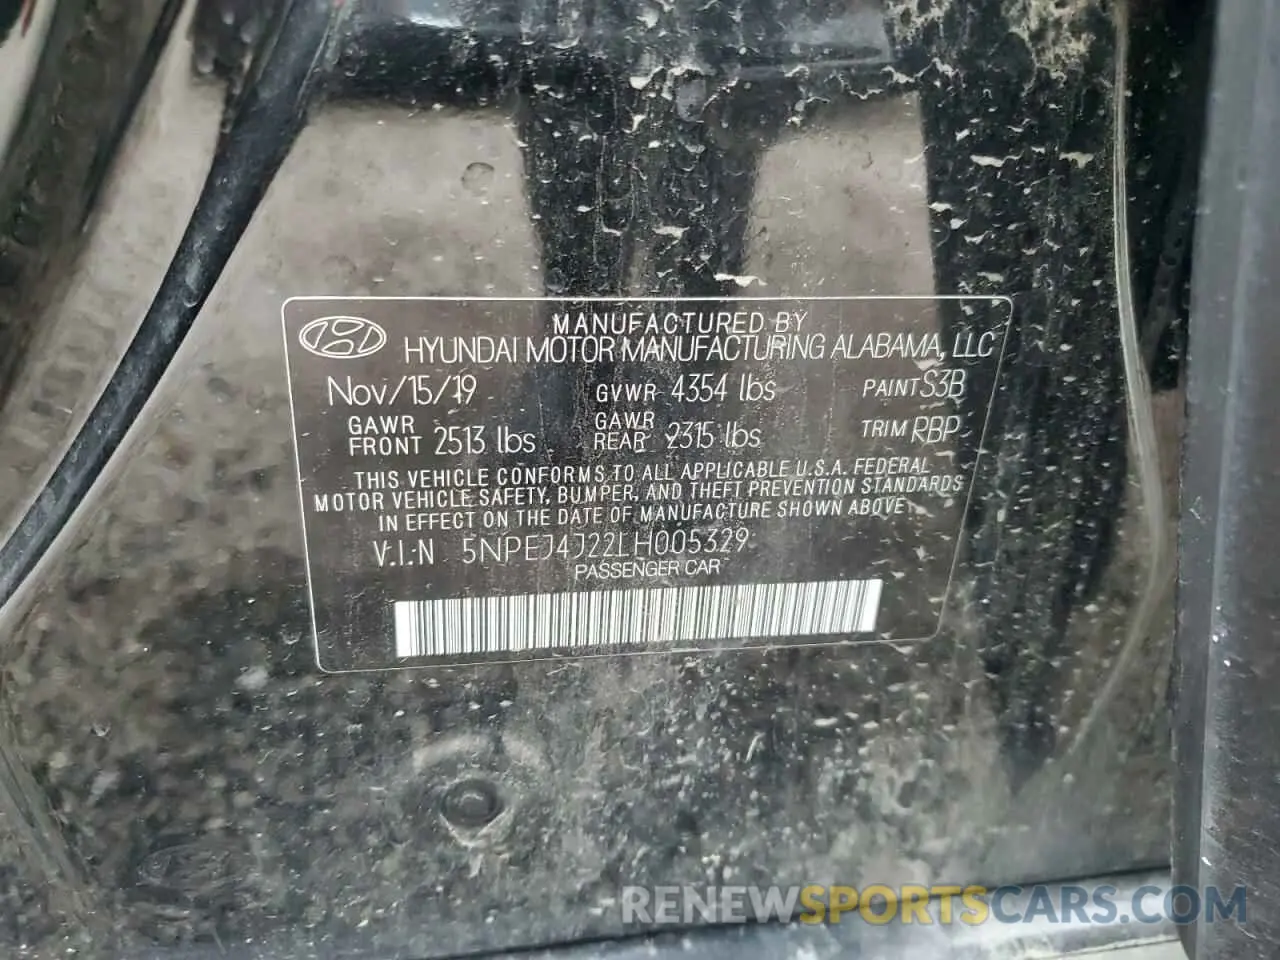 MANUFACTURED BY
HYUNDAI MOTOR MANUFACTURING ALABAMA, LLC
Nov/15/19 GVWR 4354 lbs PAINT S3B
GAWR FRONT 2513 lbs GAWR REAR 2315 lbs TRIM RBP
THIS VEHICLE CONFORMS TO ALL APPLICABLE U.S.A. FEDERAL
MOTOR VEHICLE SAFETY, BUMPER, AND THEFT PREVENTION STANDARDS
IN EFFECT ON THE DATE OF MANUFACTURE SHOWN ABOVE.
V.I.N 5NPEJ4J22LH005329
PASSENGER CAR
RENEWSPORTSCARS.COM